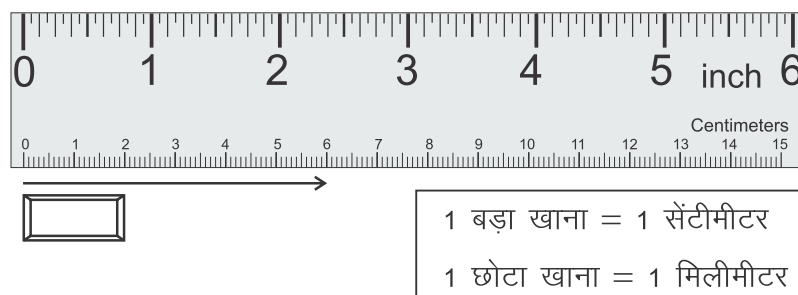 0 1 2 3 4 5 inch 6
Centimeters
0 1 2 3 4 5 6 7 8 9 10 11 12 13 14 15
1 बड़ा खाना = 1 सेंटीमीटर
1 छोटा खाना = 1 मिलीमीटर